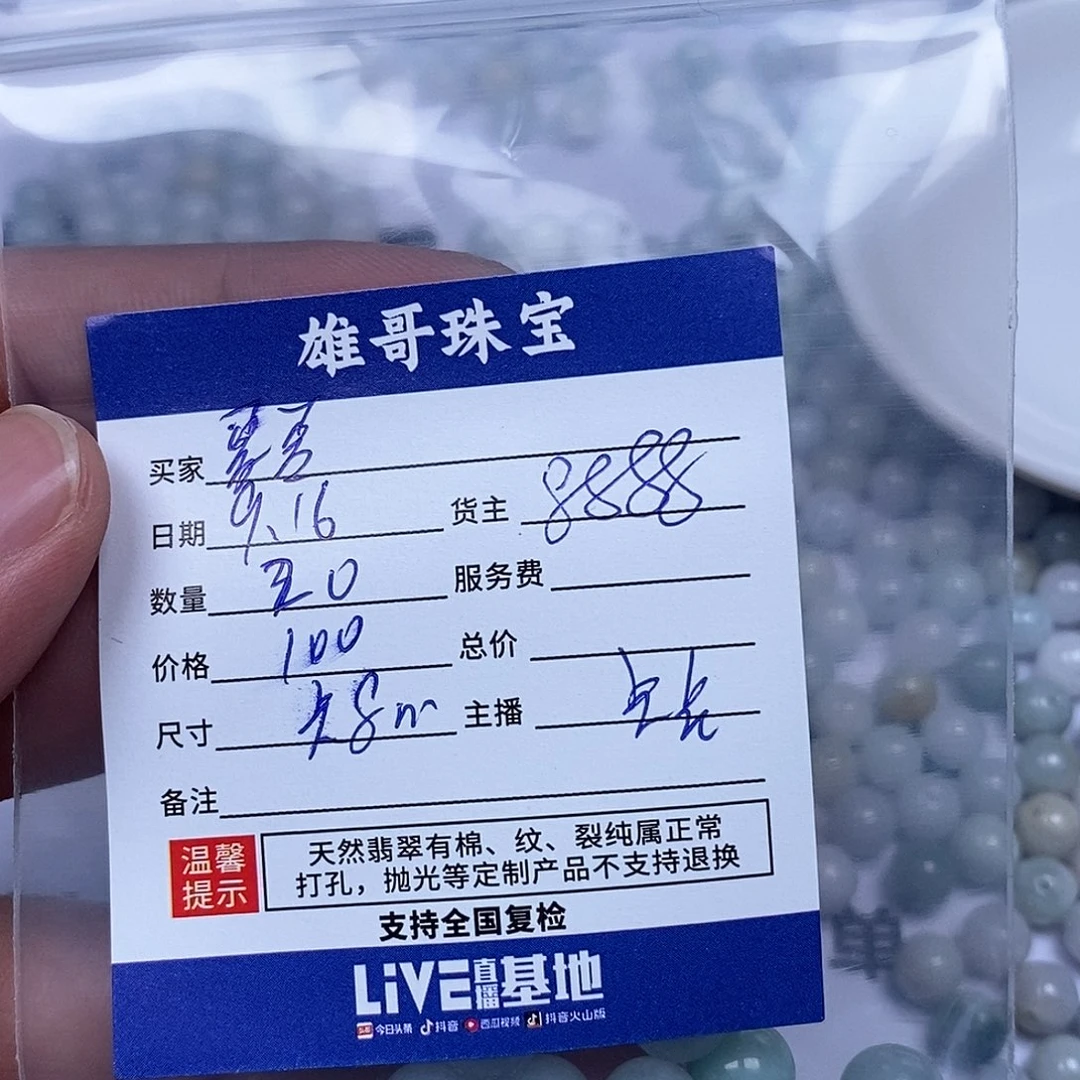 雄哥珠宝
买家
日期 9.16 货主 8888
数量 20 服务费
价格 100 总价
尺寸 8m 主播
备注
温馨提示
天然翡翠有棉、纹、裂纯属正常
打孔，抛光等定制产品不支持退换
支持全国复检
LiVE直播基地
今日头条 抖音 西瓜视频 抖音火山版
单